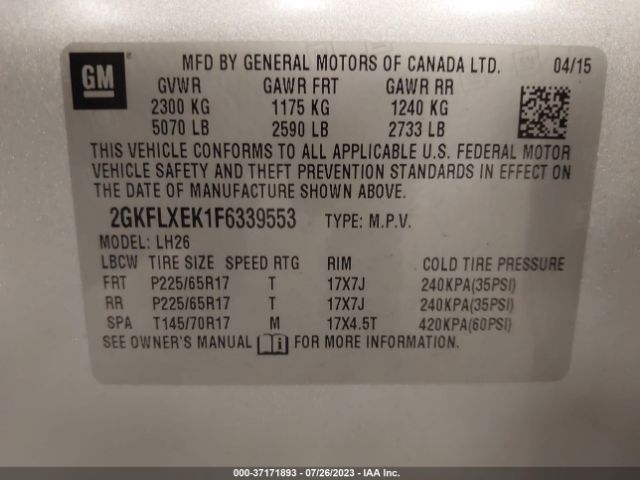 GM
MFD BY GENERAL MOTORS OF CANADA LTD. 04/15
GVWR GAWR FRT GAWR RR
2300 KG 1175 KG 1240 KG
5070 LB 2590 LB 2733 LB
THIS VEHICLE CONFORMS TO ALL APPLICABLE U.S. FEDERAL MOTOR
VEHICLE SAFETY AND THEFT PREVENTION STANDARDS IN EFFECT ON
THE DATE OF MANUFACTURE SHOWN ABOVE.
2GKFLXEK1F6339553 TYPE: M.P.V.
MODEL: LH26
LBCW TIRE SIZE SPEED RTG RIM COLD TIRE PRESSURE
FRT P225/65R17 T 17X7J 240KPA(35PSI)
RR P225/65R17 T 17X7J 240KPA(35PSI)
SPA T145/70R17 M 17X4.5T 420KPA(60PSI)
SEE OWNER'S MANUAL FOR MORE INFORMATION.
000-37171893 / 07/26/2023 / IAA Inc.